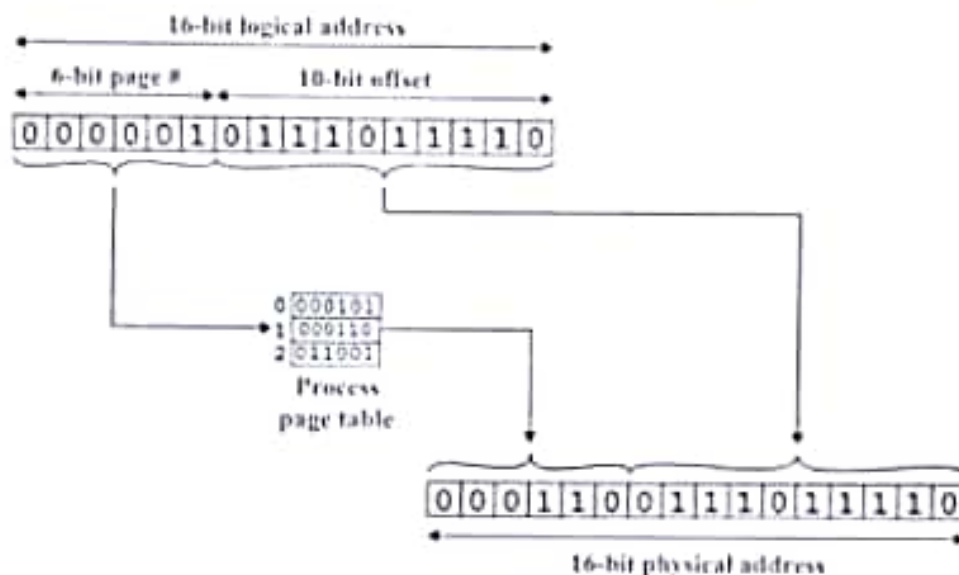 16-bit logical address
6-bit page # 10-bit offset
0 0 0 0 0 1 0 1 1 1 0 1 1 1 1 0
0 000101
1 000110
2 011001
Process
page table
0 0 0 1 1 0 0 1 1 1 0 1 1 1 1 0
16-bit physical address